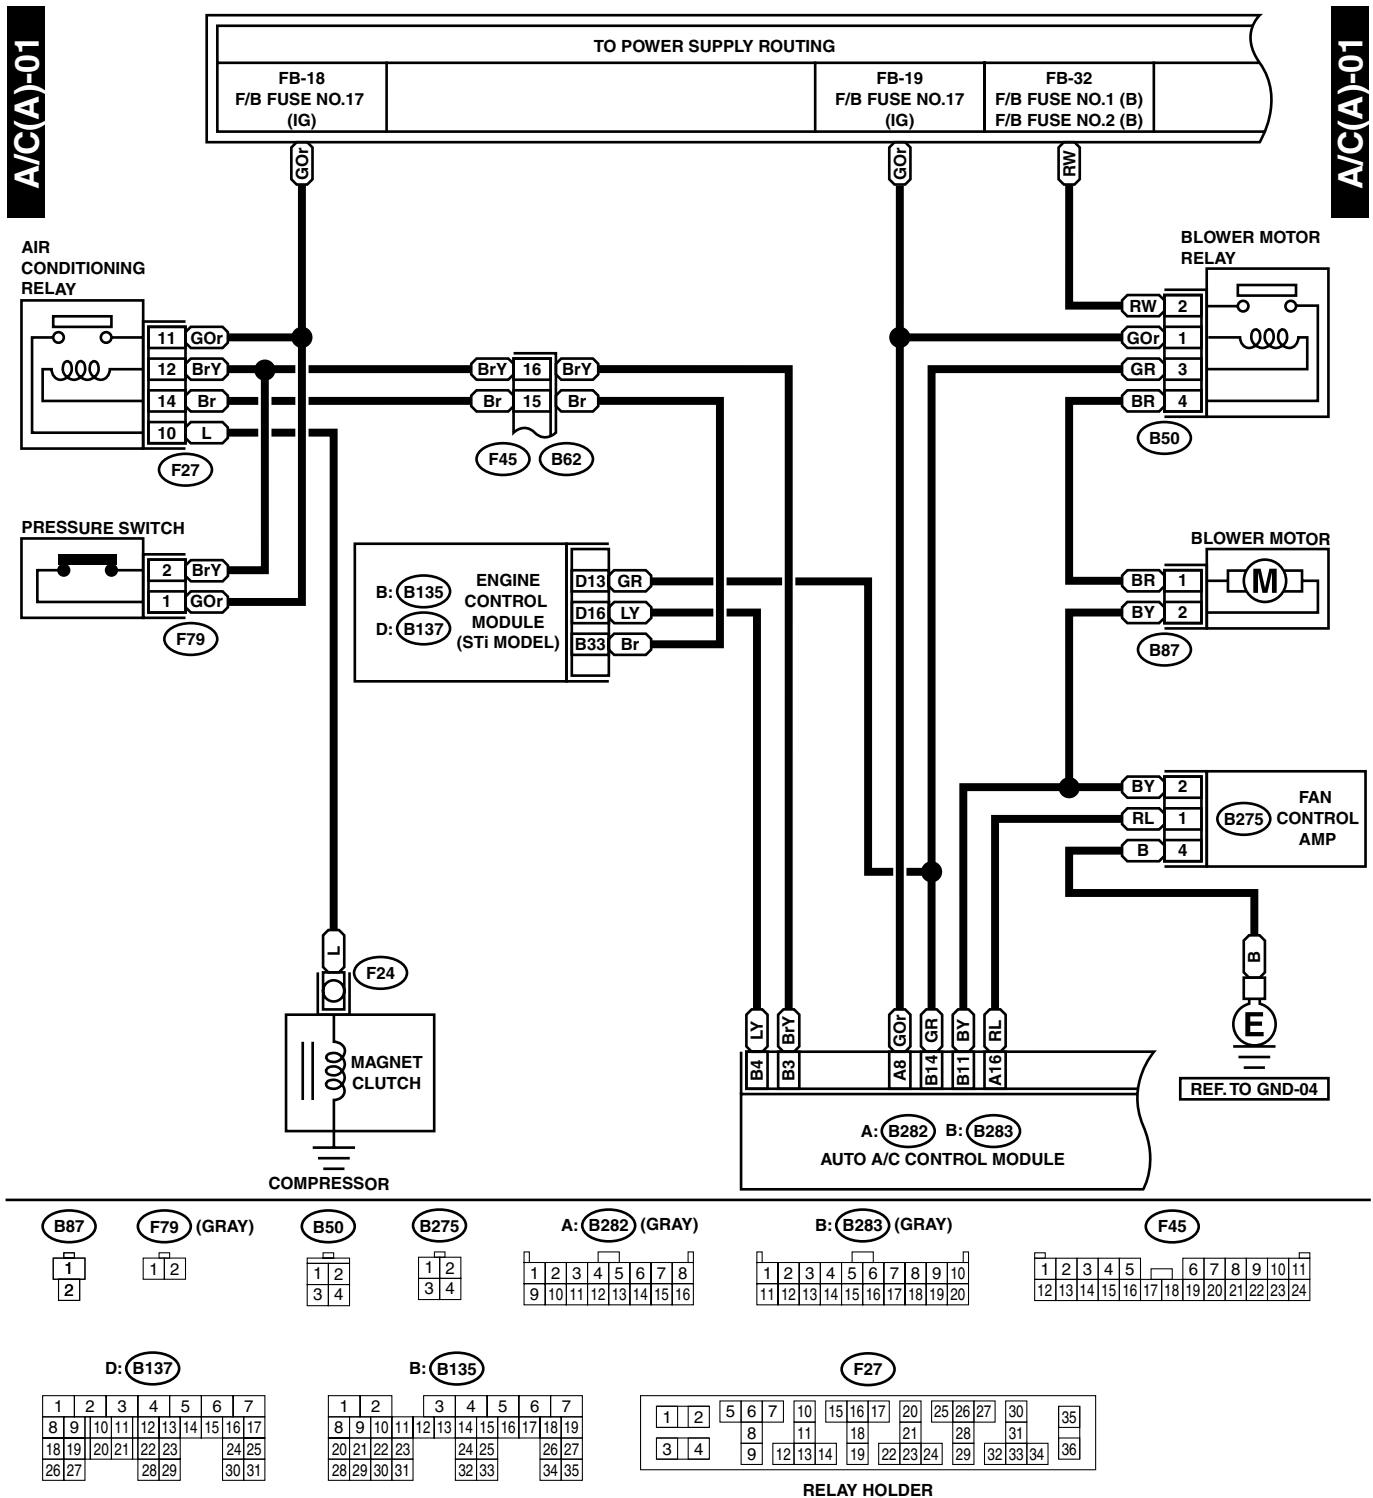 A/C(A)-01
A/C(A)-01
TO POWER SUPPLY ROUTING
FB-18
F/B FUSE NO.17
(IG)
FB-19
F/B FUSE NO.17
(IG)
FB-32
F/B FUSE NO.1 (B)
F/B FUSE NO.2 (B)
GOr
GOr
RW
AIR
CONDITIONING
RELAY
11 GOr
12 BrY
14 Br
10 L
F27
BrY 16 BrY
Br 15 Br
F45 B62
BLOWER MOTOR
RELAY
RW 2
GOr 1
GR 3
BR 4
B50
PRESSURE SWITCH
2 BrY
1 GOr
F79
B: B135
D: B137
ENGINE
CONTROL
MODULE
(STi MODEL)
D13 GR
D16 LY
B33 Br
BLOWER MOTOR
M
BR 1
BY 2
B87
BY 2
RL 1
B 4
B275
FAN
CONTROL
AMP
L
F24
MAGNET
CLUTCH
COMPRESSOR
B
E
REF. TO GND-04
LY BrY GOr GR BY RL
B4 B3 A8 B14 B11 A16
A: B282 B: B283
AUTO A/C CONTROL MODULE
B87
1
2
F79 (GRAY)
1 2
B50
1 2
3 4
B275
1 2
3 4
A: B282 (GRAY)
1 2 3 4 5 6 7 8
9 10 11 12 13 14 15 16
B: B283 (GRAY)
1 2 3 4 5 6 7 8 9 10
11 12 13 14 15 16 17 18 19 20
F45
1 2 3 4 5 6 7 8 9 10 11
12 13 14 15 16 17 18 19 20 21 22 23 24
D: B137
1 2 3 4 5 6 7
8 9 10 11 12 13 14 15 16 17
18 19 20 21 22 23 24 25
26 27 28 29 30 31
B: B135
1 2 3 4 5 6 7
8 9 10 11 12 13 14 15 16 17 18 19
20 21 22 23 24 25 26 27
28 29 30 31 32 33 34 35
F27
1 2 5 6 7 10 15 16 17 20 25 26 27 30 35
8 11 18 21 28 31
3 4 9 12 13 14 19 22 23 24 29 32 33 34 36
RELAY HOLDER